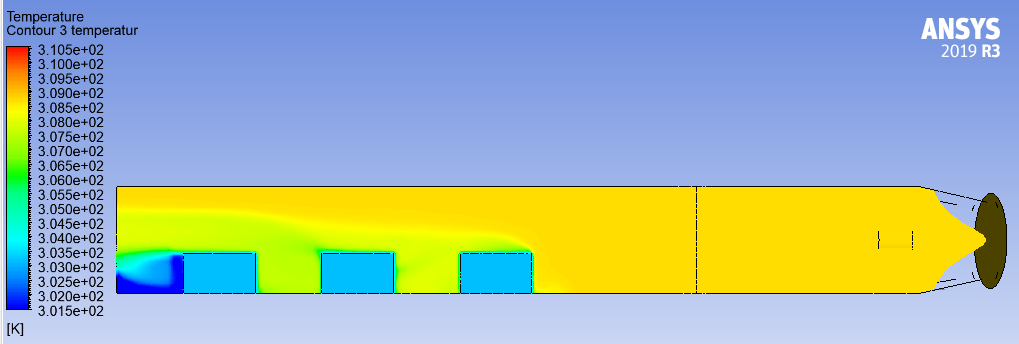 Temperature
Contour 3 temperatur
3.105e+02
3.100e+02
3.095e+02
3.090e+02
3.085e+02
3.080e+02
3.075e+02
3.070e+02
3.065e+02
3.060e+02
3.055e+02
3.050e+02
3.045e+02
3.040e+02
3.035e+02
3.030e+02
3.025e+02
3.020e+02
3.015e+02
[K]
ANSYS
2019 R3